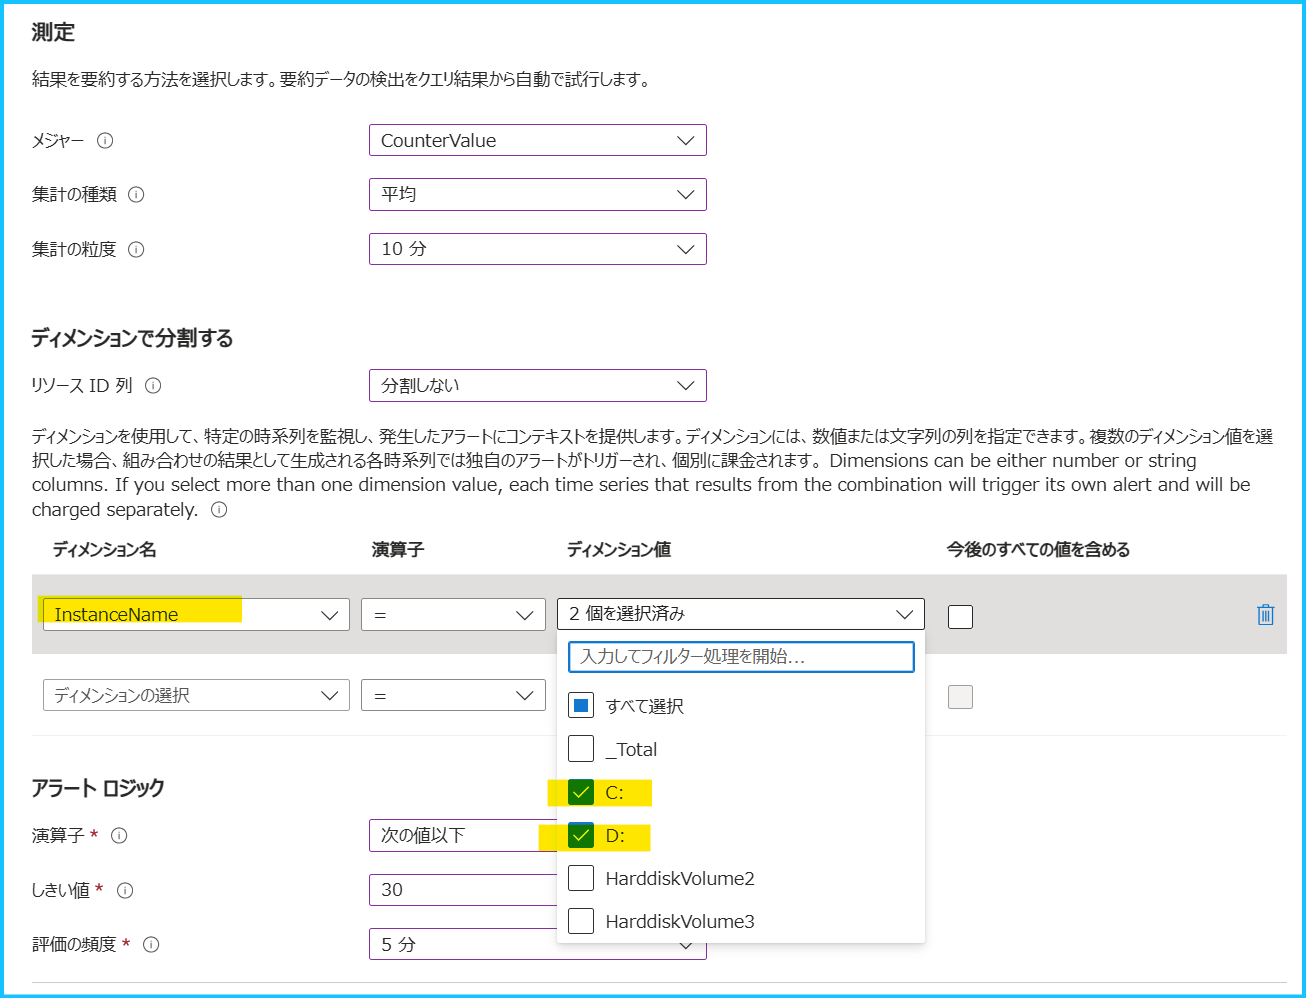 測定
結果を要約する方法を選択します。要約データの検出をクエリ結果から自動で試行します。
メジャー
CounterValue
集計の種類
平均
集計の粒度
10 分
ディメンションで分割する
リソース ID 列
分割しない
ディメンションを使用して、特定の時系列を監視し、発生したアラートにコンテキストを提供します。ディメンションには、数値または文字列の列を指定できます。複数のディメンション値を選
択した場合、組み合わせの結果として生成される各時系列では独自のアラートがトリガーされ、個別に課金されます。 Dimensions can be either number or string
columns. If you select more than one dimension value, each time series that results from the combination will trigger its own alert and will be
charged separately.
ディメンション名 演算子 ディメンション値 今後のすべての値を含める
InstanceName = 2 個を選択済み
入力してフィルター処理を開始...
ディメンションの選択 =
すべて選択
_Total
C:
D:
HarddiskVolume2
HarddiskVolume3
アラート ロジック
演算子 *
次の値以下
しきい値 *
30
評価の頻度 *
5 分